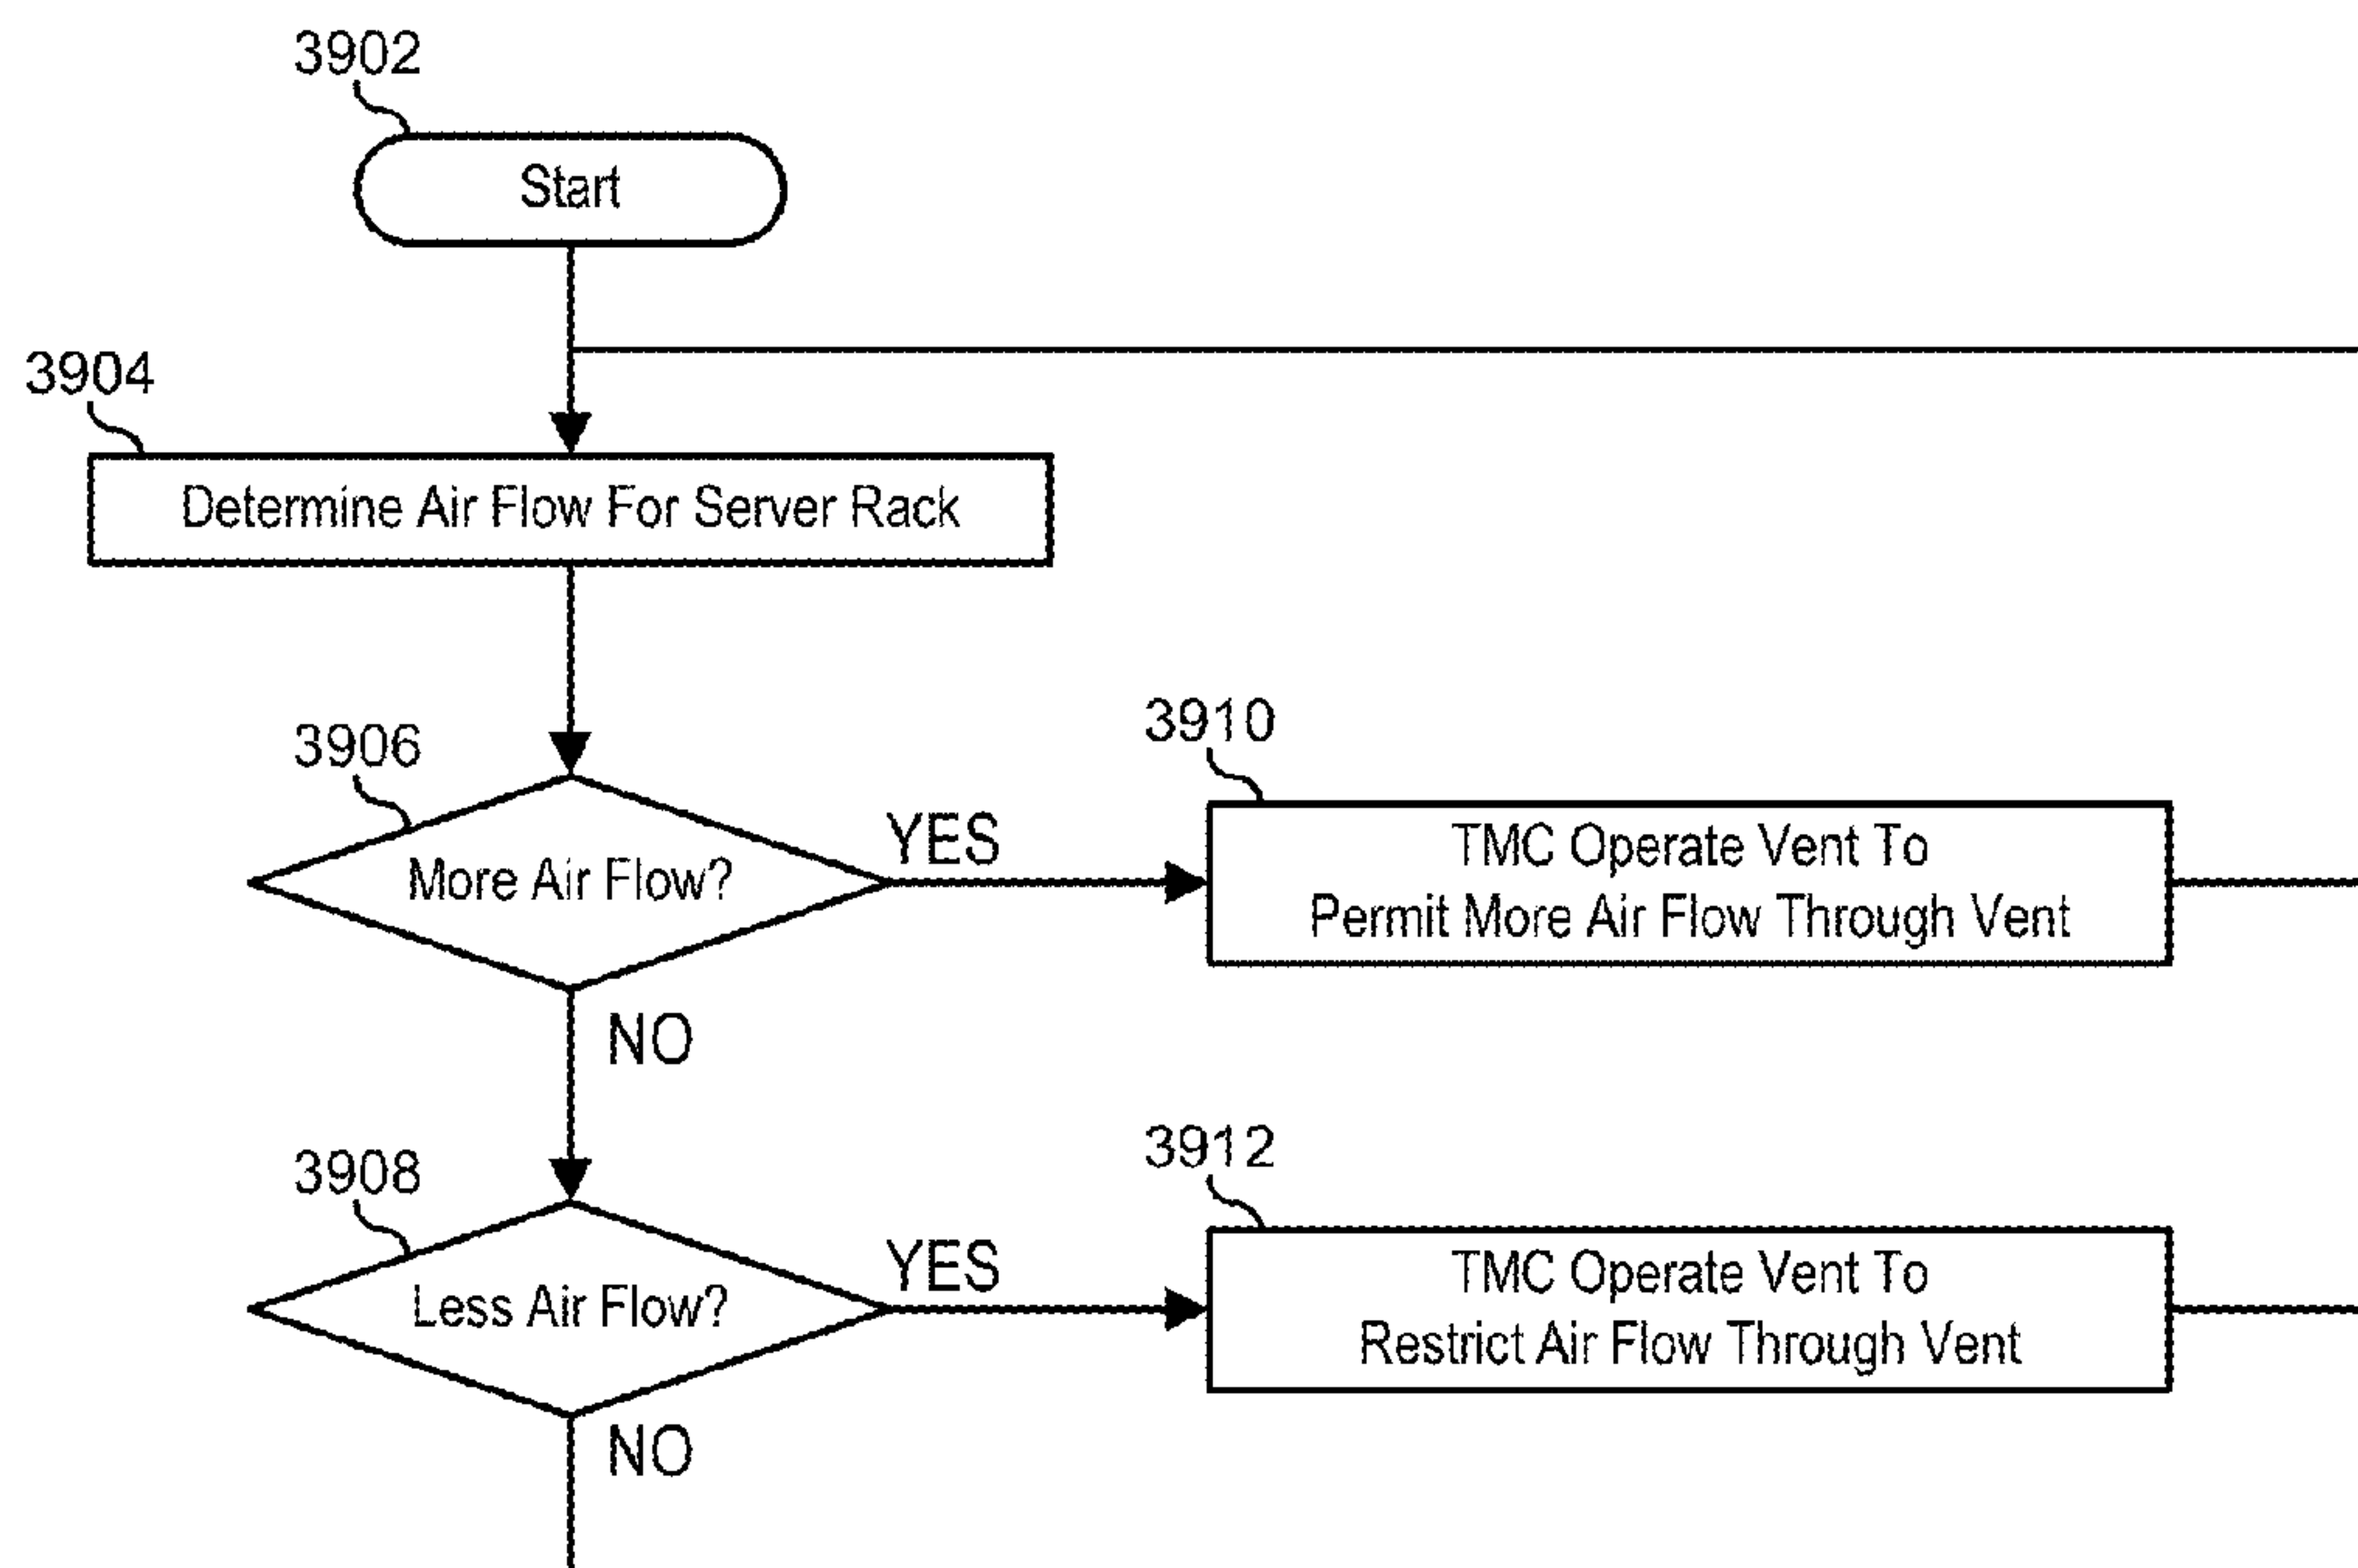 3902
Start
3904
Determine Air Flow For Server Rack
3906
More Air Flow?
YES
3910
TMC Operate Vent To
Permit More Air Flow Through Vent
NO
3908
Less Air Flow?
YES
3912
TMC Operate Vent To
Restrict Air Flow Through Vent
NO